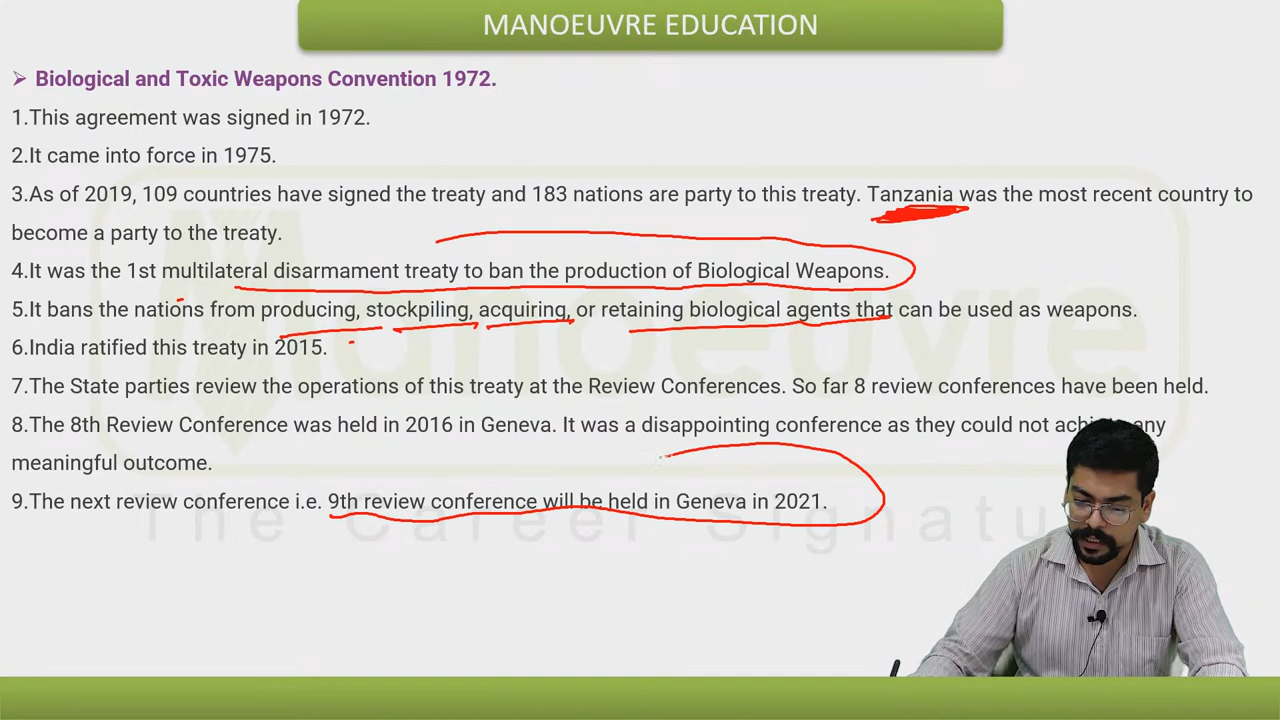 MANOEUVRE EDUCATION
➢ Biological and Toxic Weapons Convention 1972.
1.This agreement was signed in 1972.
2.It came into force in 1975.
3.As of 2019, 109 countries have signed the treaty and 183 nations are party to this treaty. Tanzania was the most recent country to
become a party to the treaty.
4.It was the 1st multilateral disarmament treaty to ban the production of Biological Weapons.
5.It bans the nations from producing, stockpiling, acquiring, or retaining biological agents that can be used as weapons.
6.India ratified this treaty in 2015.
7.The State parties review the operations of this treaty at the Review Conferences. So far 8 review conferences have been held.
8.The 8th Review Conference was held in 2016 in Geneva. It was a disappointing conference as they could not any
meaningful outcome.
9.The next review conference i.e. 9th review conference will be held in Geneva in 2021.
Manoeuvre
The Career Signatu